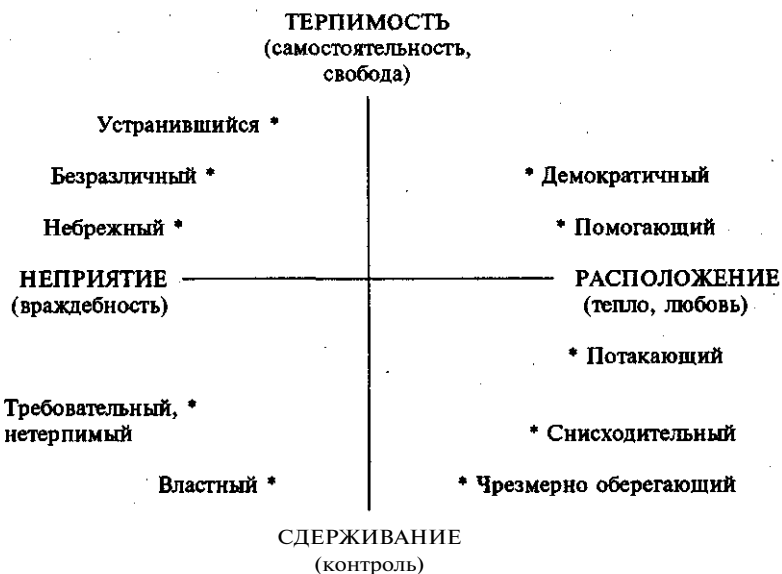 ТЕРПИМОСТЬ
(самостоятельность,
свобода)
Устранившийся *
Безразличный *
* Демократичный
Небрежный *
* Помогающий
НЕПРИЯТИЕ
(враждебность)
РАСПОЛОЖЕНИЕ
(тепло, любовь)
* Потакающий
Требовательный, *
нетерпимый
* Снисходительный
Властный *
* Чрезмерно оберегающий
СДЕРЖИВАНИЕ
(контроль)